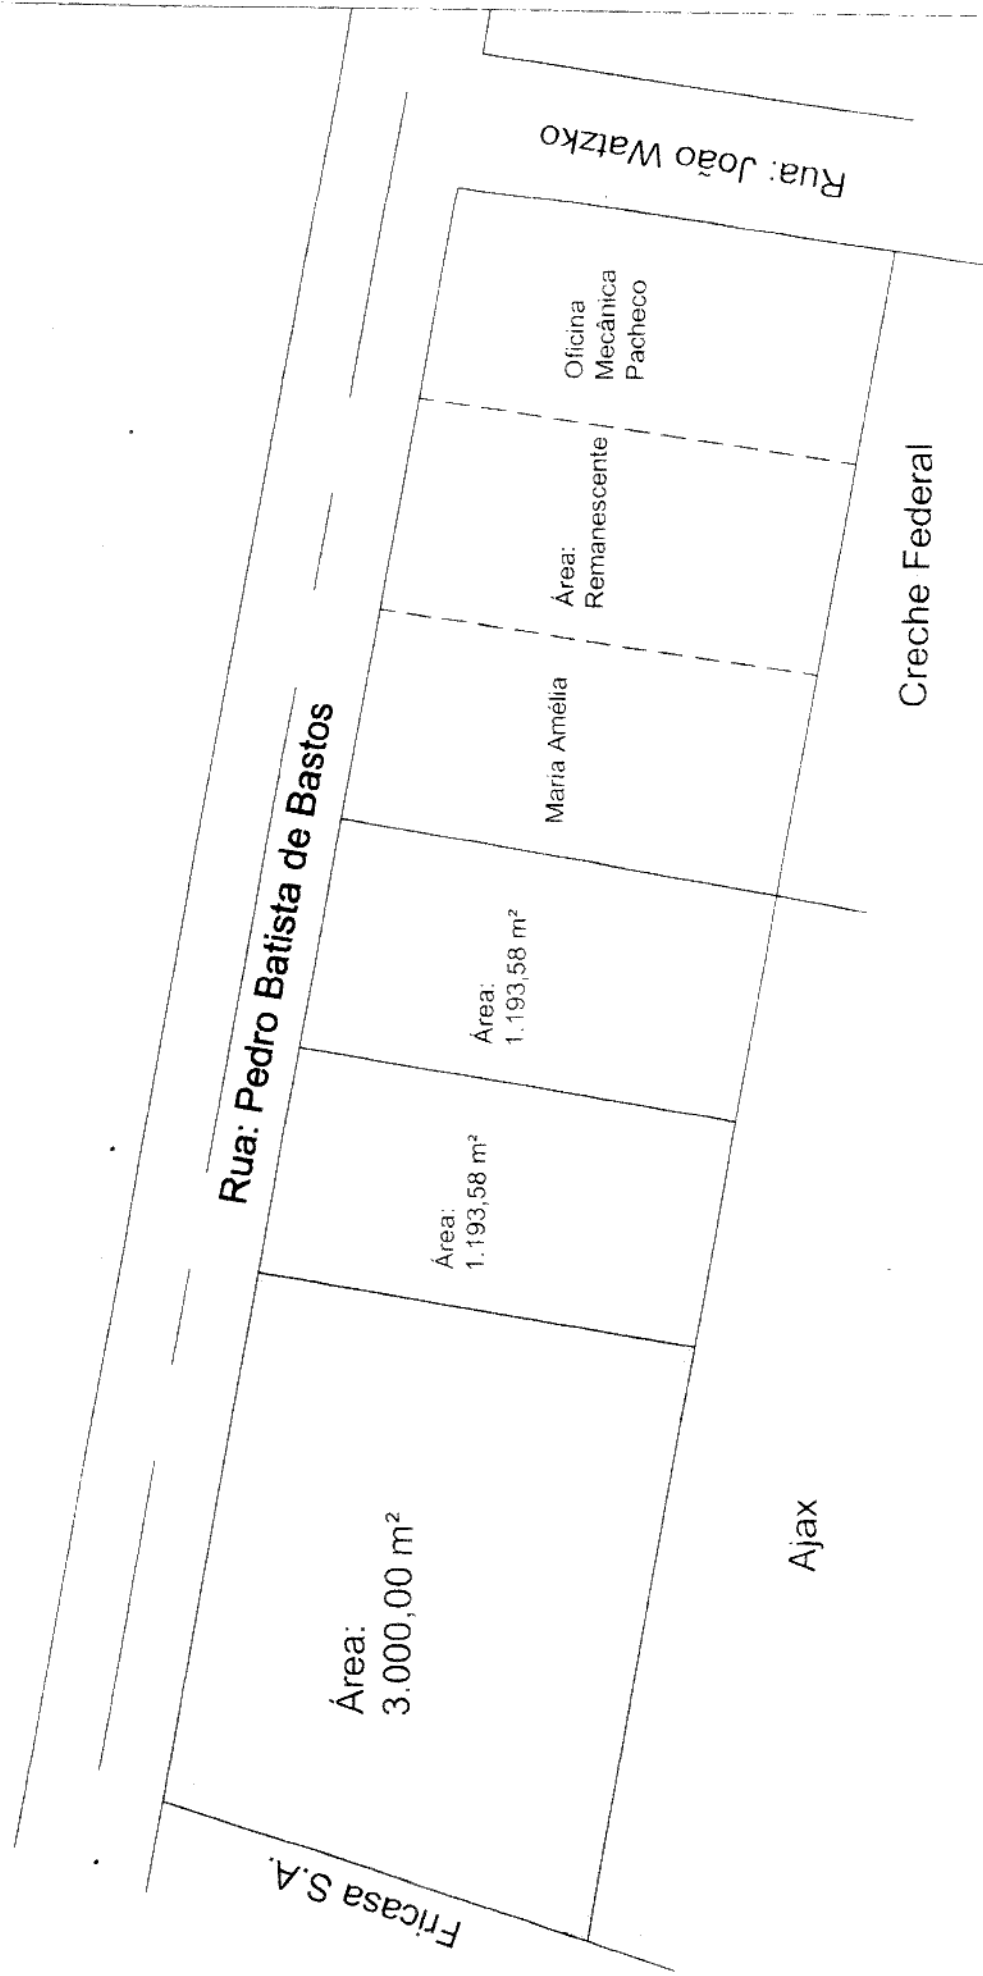 Rua: João Watzko
Oficina
Mecânica
Pacheco
Área:
Remanescente
Maria Amélia
Creche Federal
Rua: Pedro Batista de Bastos
Área:
1.193,58 m²
Área:
1.193,58 m²
Área:
3.000,00 m²
Ajax
Fricasa S.A.